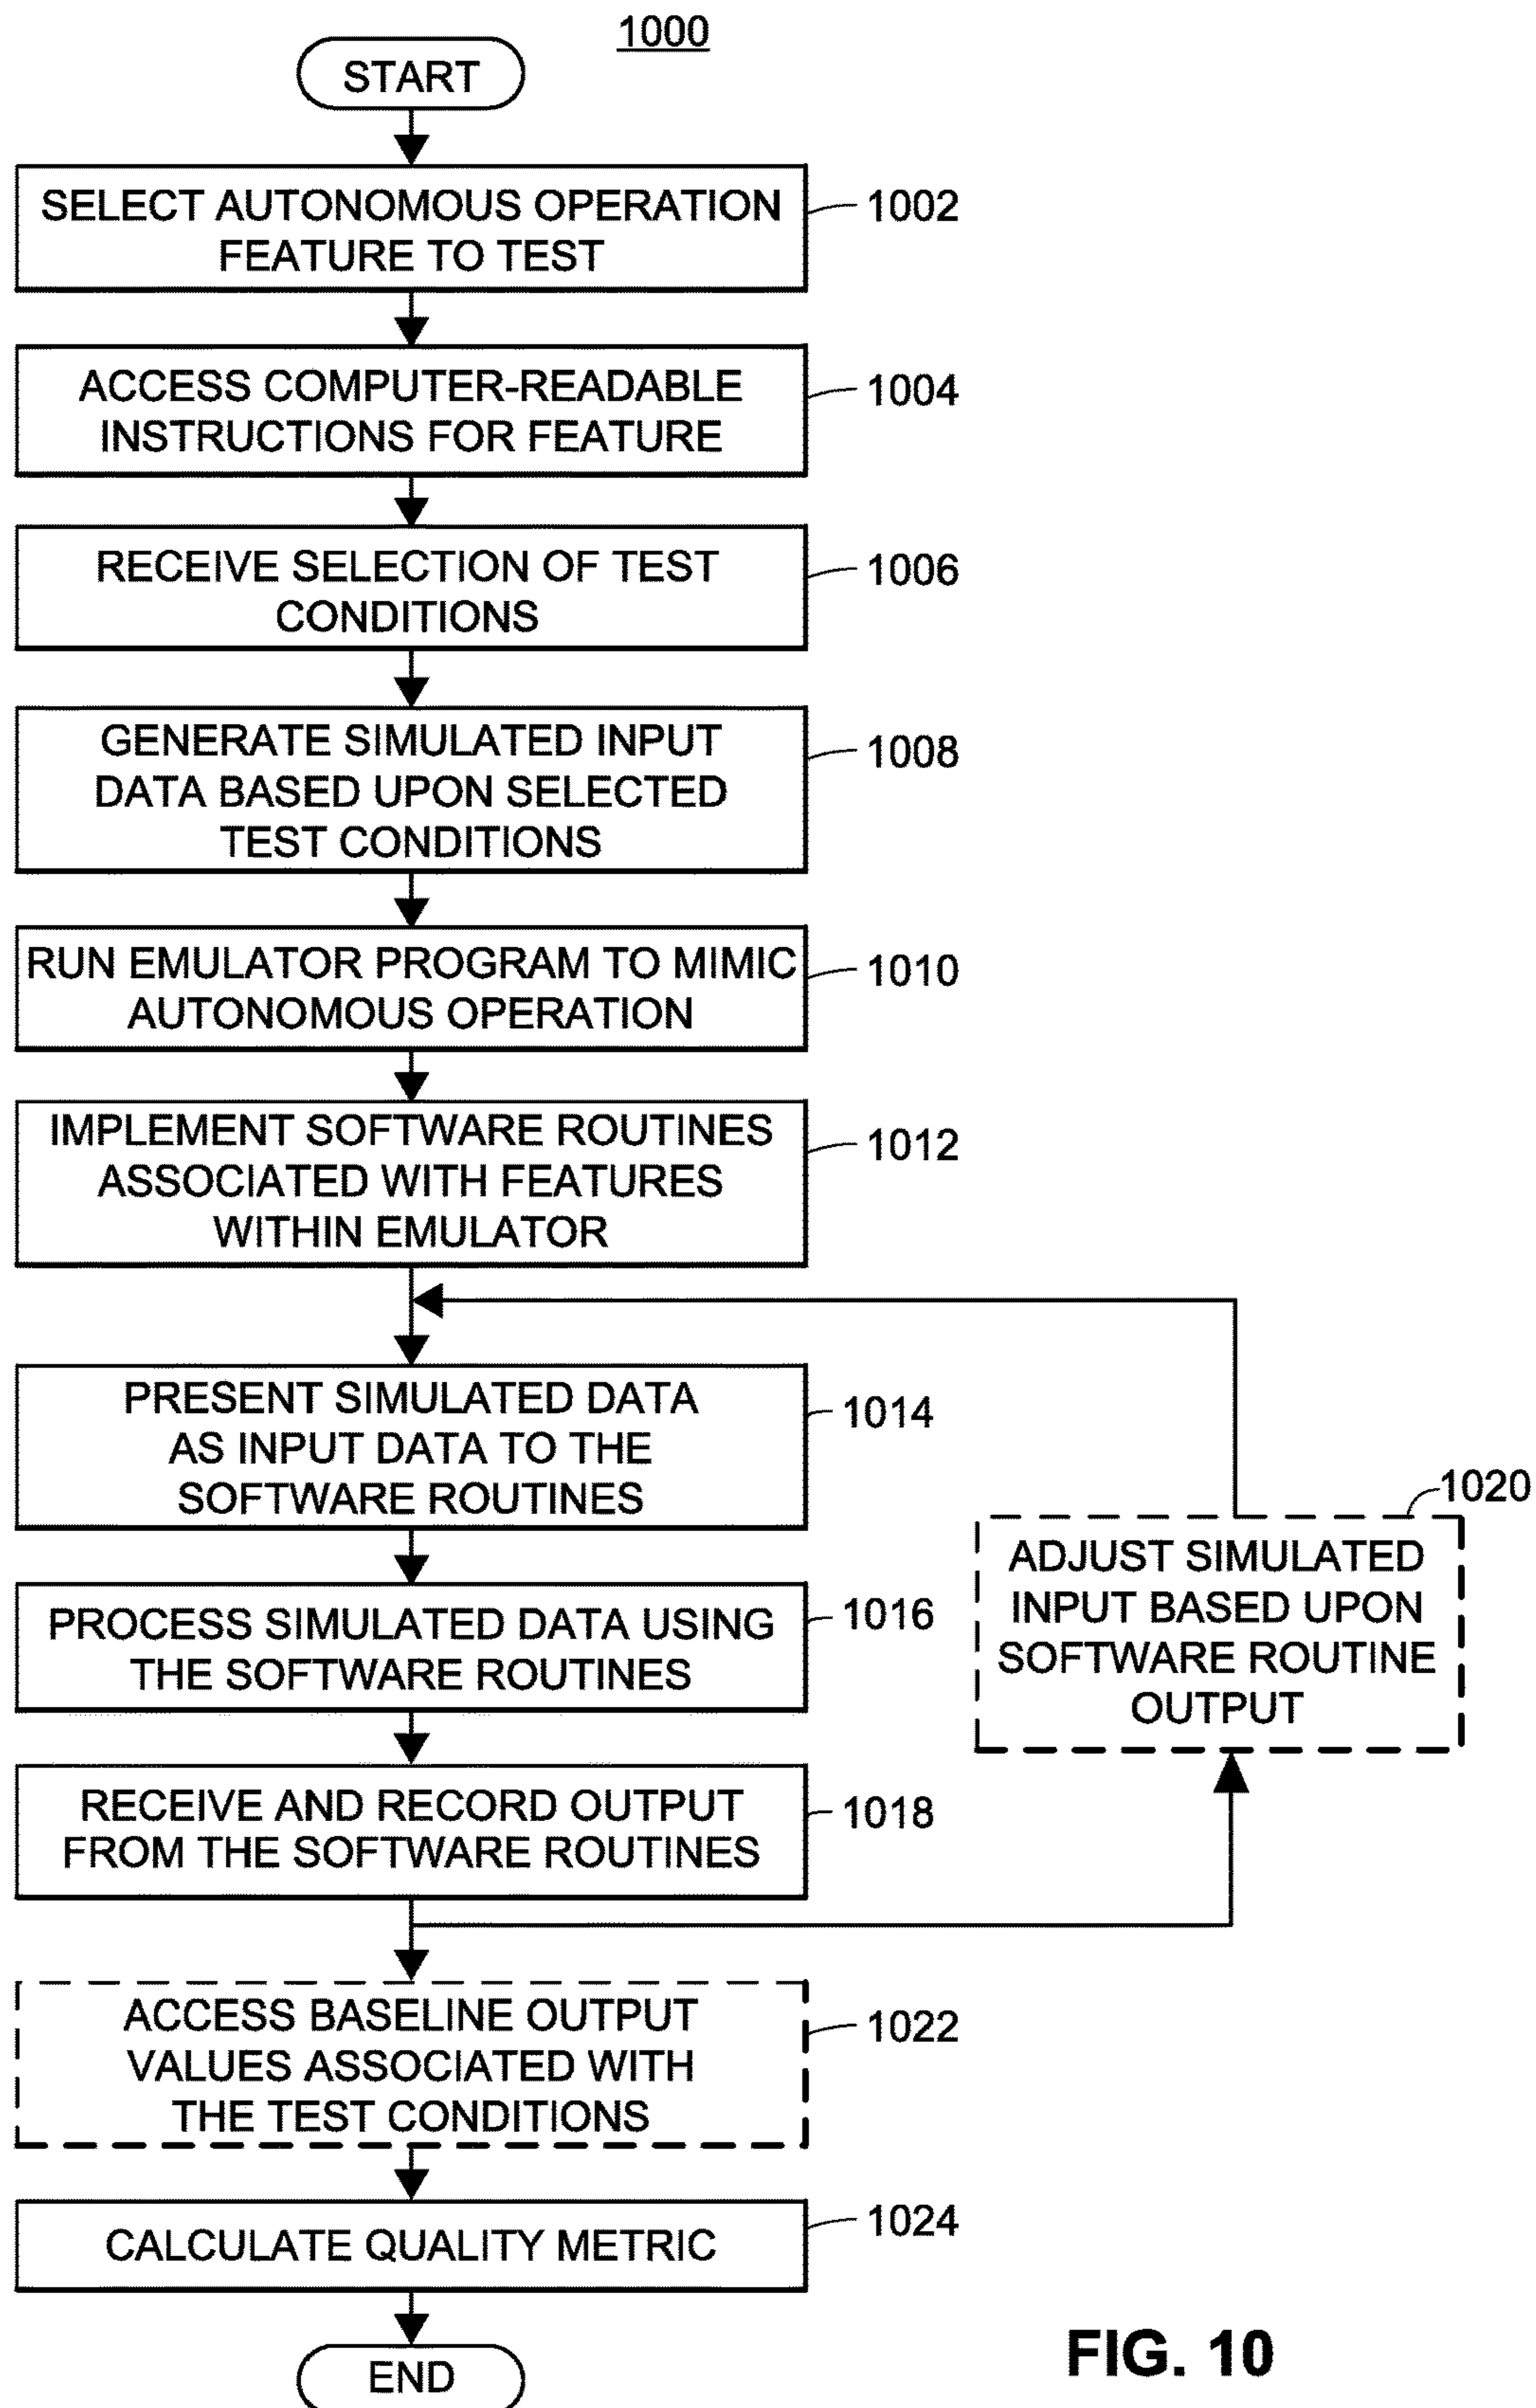 1000
START
SELECT AUTONOMOUS OPERATION
FEATURE TO TEST
1002
ACCESS COMPUTER-READABLE
INSTRUCTIONS FOR FEATURE
1004
RECEIVE SELECTION OF TEST
CONDITIONS
1006
GENERATE SIMULATED INPUT
DATA BASED UPON SELECTED
TEST CONDITIONS
1008
RUN EMULATOR PROGRAM TO MIMIC
AUTONOMOUS OPERATION
1010
IMPLEMENT SOFTWARE ROUTINES
ASSOCIATED WITH FEATURES
WITHIN EMULATOR
1012
PRESENT SIMULATED DATA
AS INPUT DATA TO THE
SOFTWARE ROUTINES
1014
PROCESS SIMULATED DATA USING
THE SOFTWARE ROUTINES
1016
RECEIVE AND RECORD OUTPUT
FROM THE SOFTWARE ROUTINES
1018
1020
ADJUST SIMULATED
INPUT BASED UPON
SOFTWARE ROUTINE
OUTPUT
ACCESS BASELINE OUTPUT
VALUES ASSOCIATED WITH
THE TEST CONDITIONS
1022
CALCULATE QUALITY METRIC
1024
END
FIG. 10